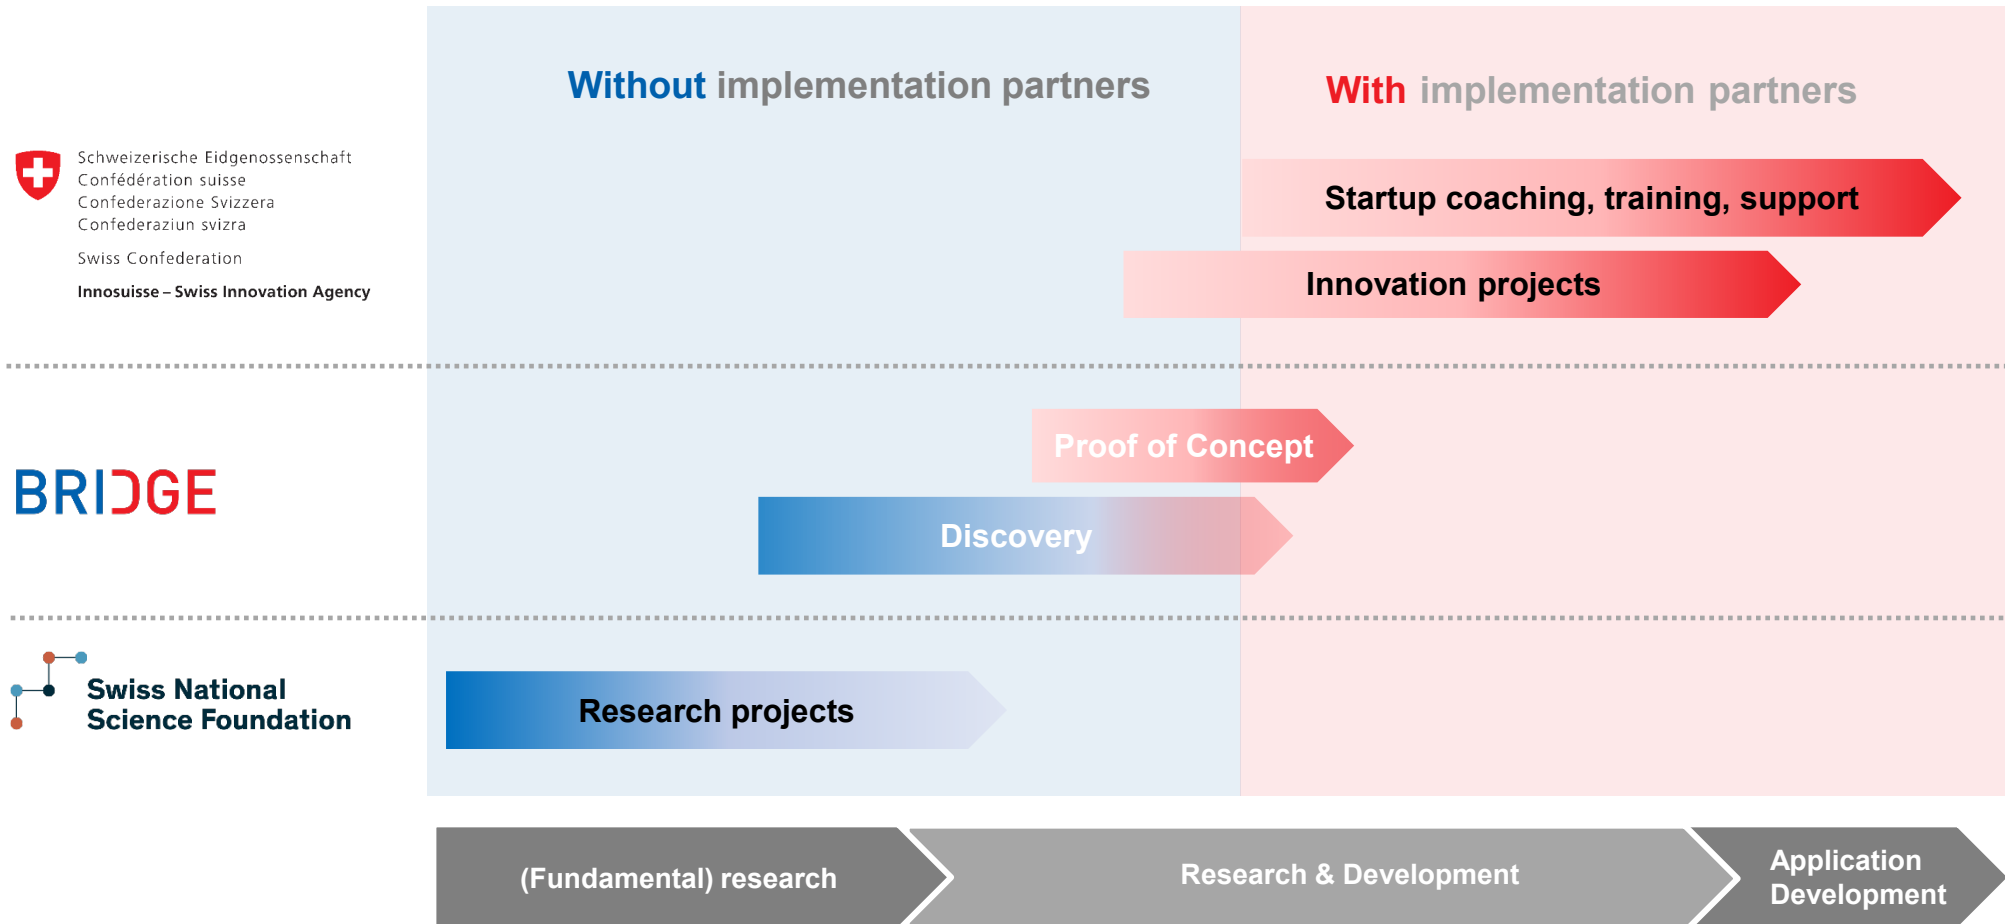 Without implementation partners
With implementation partners
Schweizerische Eidgenossenschaft
Confédération suisse
Confederazione Svizzera
Confederaziun svizra
Swiss Confederation
Innosuisse – Swiss Innovation Agency
Startup coaching, training, support
Innovation projects
BRIDGE
Proof of Concept
Discovery
Swiss National
Science Foundation
Research projects
(Fundamental) research
Research & Development
Application
Development